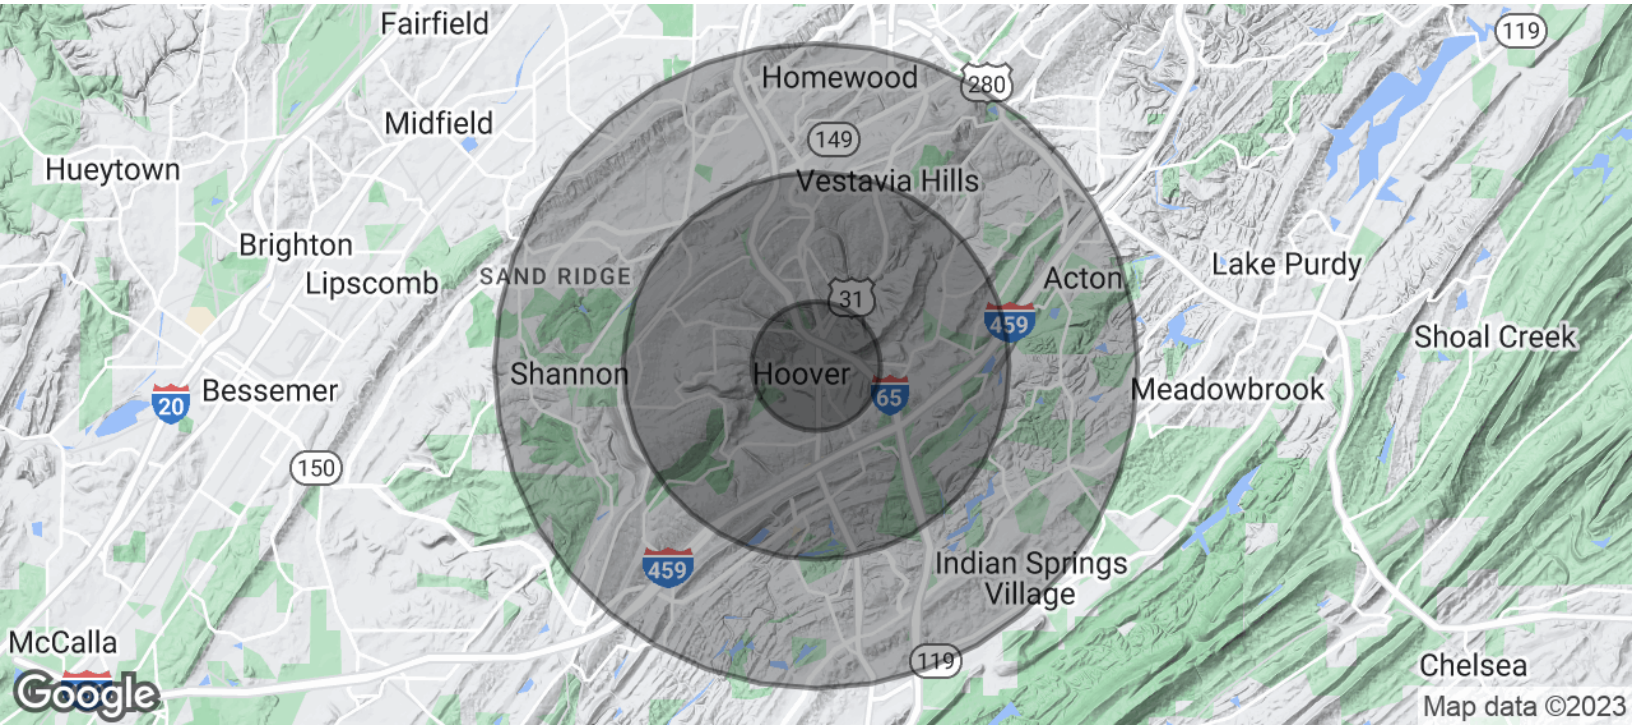 Fairfield
119
Homewood
280
Midfield
149
Hueytown
Vestavia Hills
Brighton
Lake Purdy
SAND RIDGE
Acton
Lipscomb
31
459
Shoal Creek
Shannon
Hoover
Meadowbrook
Bessemer
65
20
150
459
Indian Springs
Village
McCalla
119
Chelsea
Google
Map data ©2023